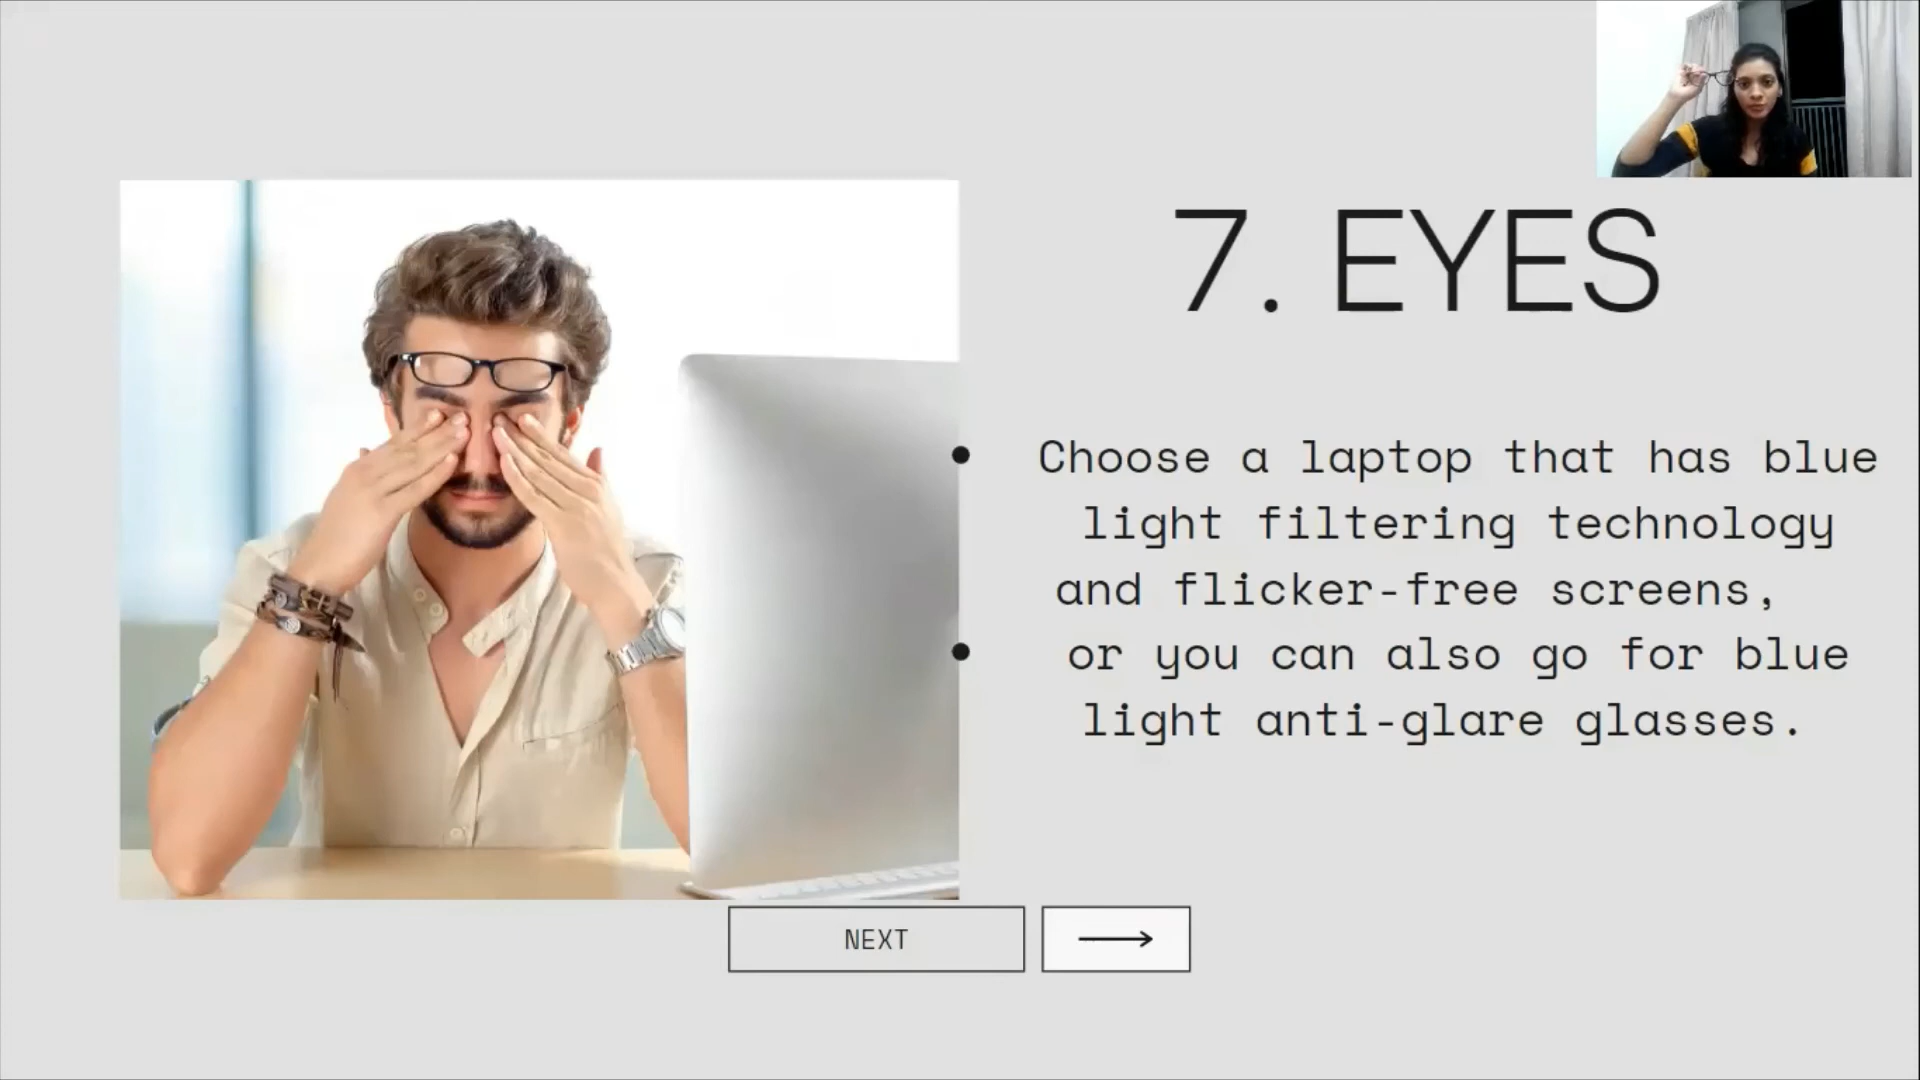 7. EYES
• Choose a laptop that has blue
light filtering technology
and flicker-free screens,
• or you can also go for blue
light anti-glare glasses.
NEXT